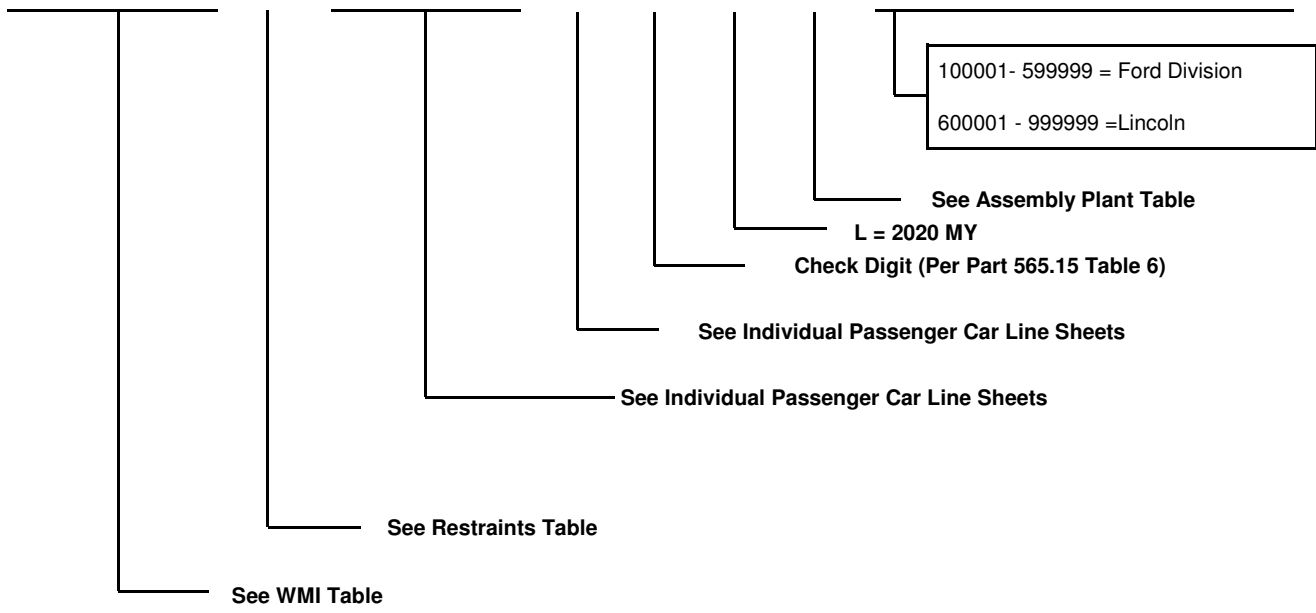 100001- 599999 = Ford Division
600001 - 999999 =Lincoln
See Assembly Plant Table
L = 2020 MY
Check Digit (Per Part 565.15 Table 6)
See Individual Passenger Car Line Sheets
See Individual Passenger Car Line Sheets
See Restraints Table
See WMI Table